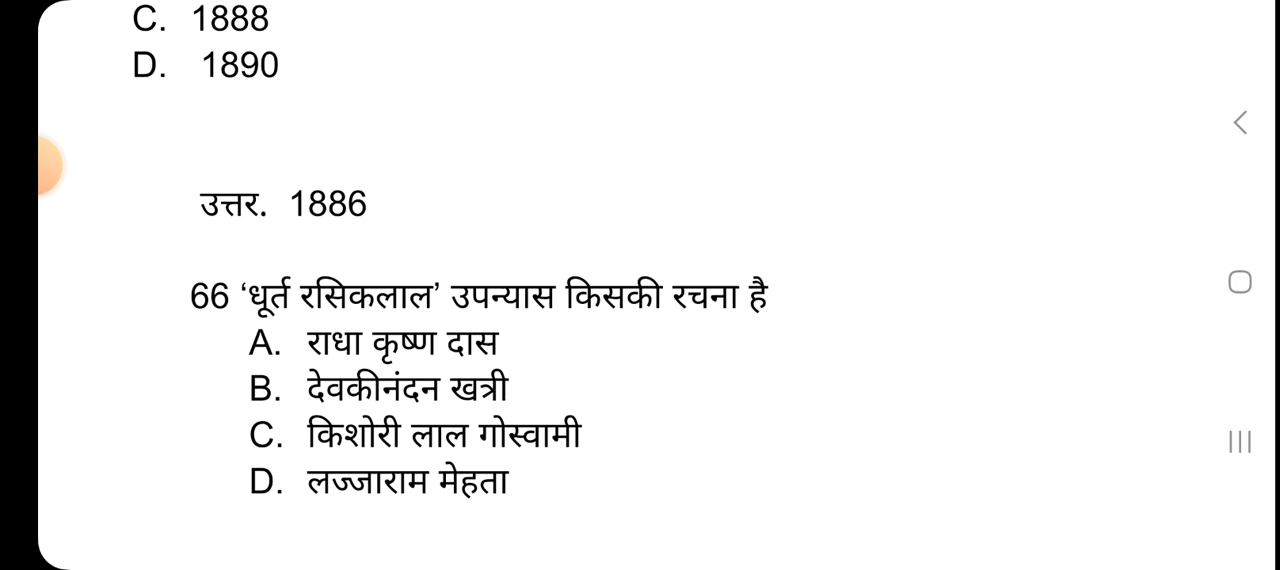 C. 1888
D. 1890
उत्तर. 1886
66 ‘धूर्त रसिकलाल’ उपन्यास किसकी रचना है
A. राधा कृष्ण दास
B. देवकीनंदन खत्री
C. किशोरी लाल गोस्वामी
D. लज्जाराम मेहता